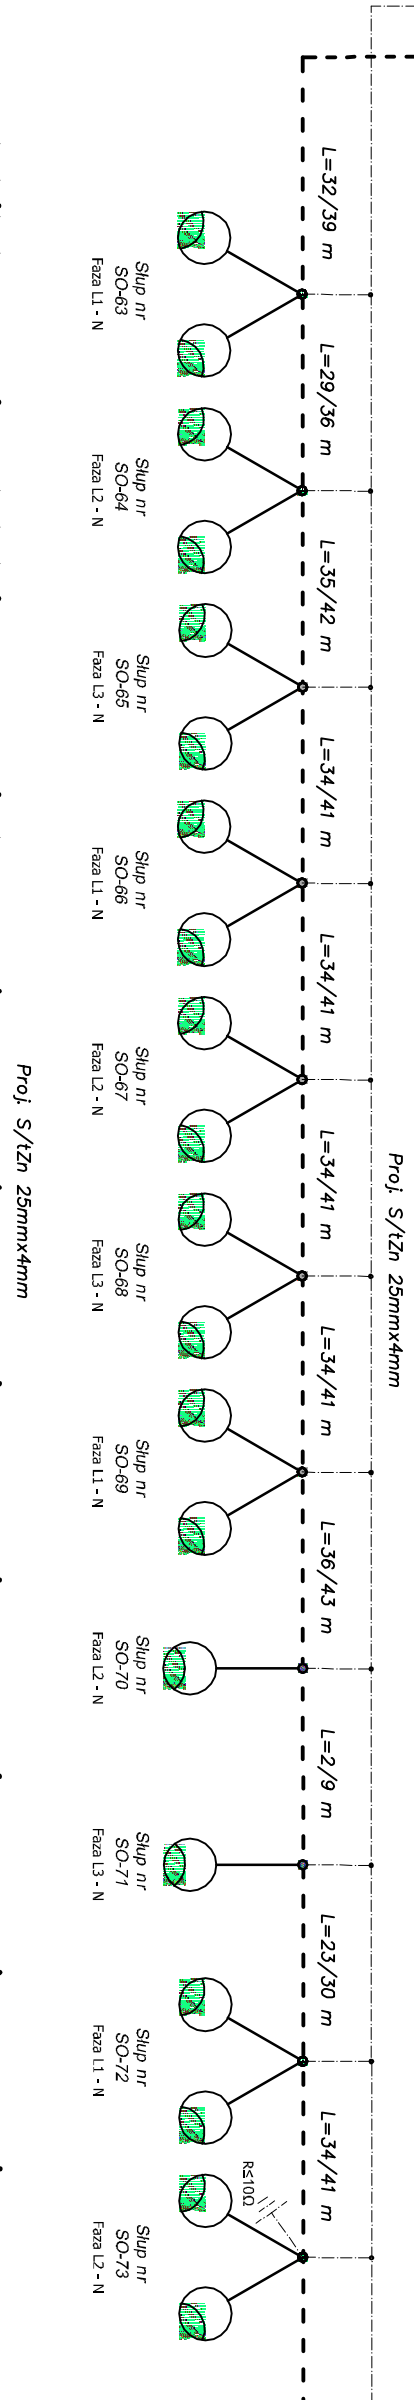 L=32/39 m
Słup nr
SO-63
Faza L1 - N
L=29/36 m
Słup nr
SO-64
Faza L2 - N
L=35/42 m
Słup nr
SO-65
Faza L3 - N
L=34/41 m
Słup nr
SO-66
Faza L1 - N
L=34/41 m
Słup nr
SO-67
Faza L2 - N
L=34/41 m
Słup nr
SO-68
Faza L3 - N
L=34/41 m
Słup nr
SO-69
Faza L1 - N
L=36/43 m
Słup nr
SO-70
Faza L2 - N
L=2/9 m
Słup nr
SO-71
Faza L3 - N
L=23/30 m
Słup nr
SO-72
Faza L1 - N
L=34/41 m
R≤10Ω
Słup nr
SO-73
Faza L2 - N
Proj. S/tZn 25mmx4mm
Proj. S/tZn 25mmx4mm